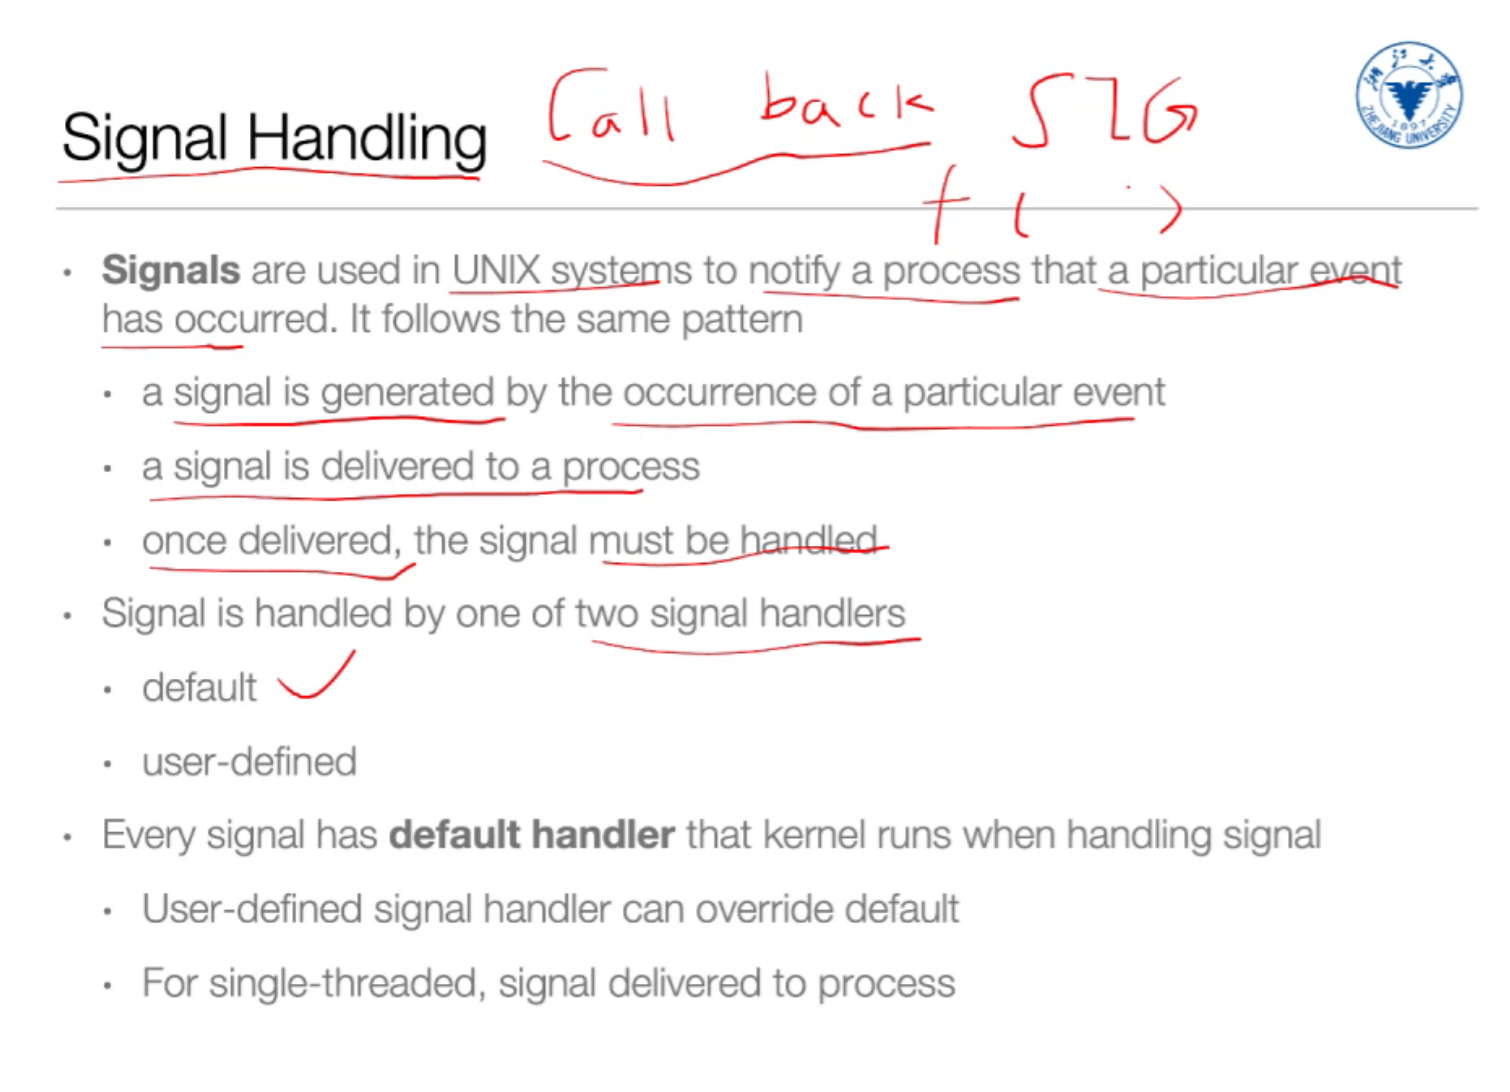 Signal Handling Call back SIG
f ( . )
浙江大学
1897
ZHEJIANG UNIVERSITY
• Signals are used in UNIX systems to notify a process that a particular event
has occurred. It follows the same pattern
• a signal is generated by the occurrence of a particular event
• a signal is delivered to a process
• once delivered, the signal must be handled
• Signal is handled by one of two signal handlers
• default
• user-defined
• Every signal has default handler that kernel runs when handling signal
• User-defined signal handler can override default
• For single-threaded, signal delivered to process